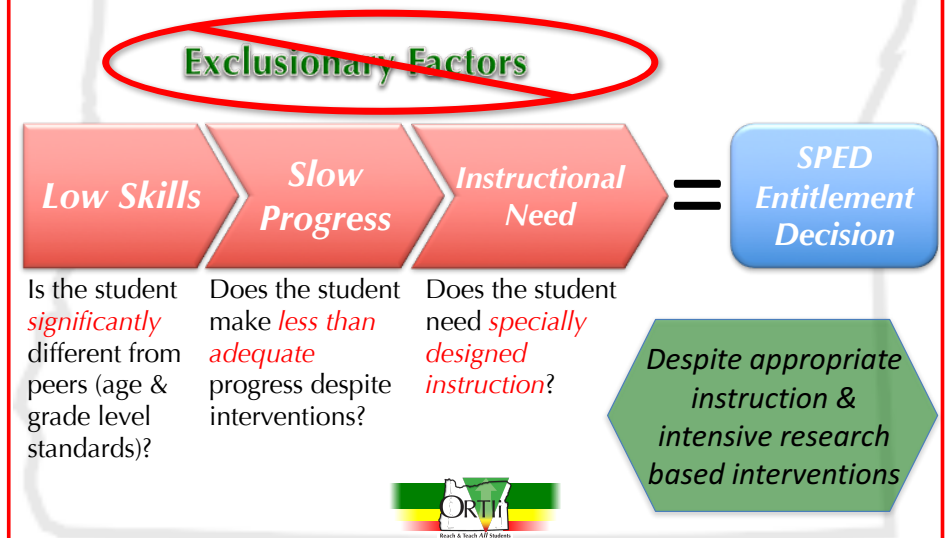 Exclusionary Factors
Low Skills
Slow
Progress
Instructional
Need
=
SPED
Entitlement
Decision
Is the student
significantly
different from
peers (age &
grade level
standards)?
Does the student
make less than
adequate
progress despite
interventions?
Does the student
need specially
designed
instruction?
Despite appropriate
instruction &
intensive research
based interventions
ORTIi
Reach & Teach All Students